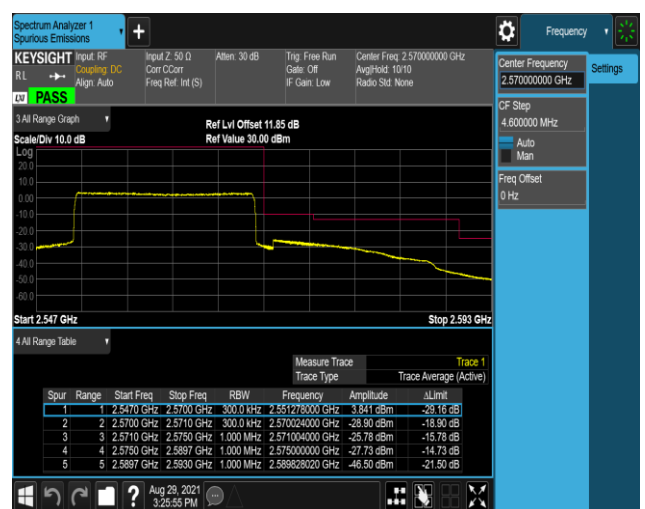 Spectrum Analyzer 1
Spurious Emissions
Frequency
KEYSIGHT
Input: RF
Coupling: DC
Align: Auto
Input Z: 50 Ω
Corr CCorr
Freq Ref: Int (S)
Atten: 30 dB
Trig: Free Run
Gate: Off
IF Gain: Low
Center Freq: 2.570000000 GHz
Avg|Hold: 10/10
Radio Std: None
RL
LXI
PASS
Center Frequency
2.570000000 GHz
Settings
CF Step
4.600000 MHz
Auto
Man
Freq Offset
0 Hz
3 All Range Graph
Scale/Div 10.0 dB
Ref Lvl Offset 11.85 dB
Ref Value 30.00 dBm
Log
20.0
10.0
0.00
-10.0
-20.0
-30.0
-40.0
-50.0
-60.0
Start 2.547 GHz
Stop 2.593 GHz
4 All Range Table
Measure Trace Trace 1
Trace Type Trace Average (Active)
Spur Range Start Freq Stop Freq RBW Frequency Amplitude ΔLimit
1 1 2.5470 GHz 2.5700 GHz 300.0 kHz 2.551278000 GHz 3.841 dBm -29.16 dB
2 2 2.5700 GHz 2.5710 GHz 300.0 kHz 2.570024000 GHz -28.90 dBm -18.90 dB
3 3 2.5710 GHz 2.5750 GHz 1.000 MHz 2.571004000 GHz -25.78 dBm -15.78 dB
4 4 2.5750 GHz 2.5897 GHz 1.000 MHz 2.575000000 GHz -27.73 dBm -14.73 dB
5 5 2.5897 GHz 2.5930 GHz 1.000 MHz 2.589828020 GHz -46.50 dBm -21.50 dB
Aug 29, 2021
3:25:55 PM